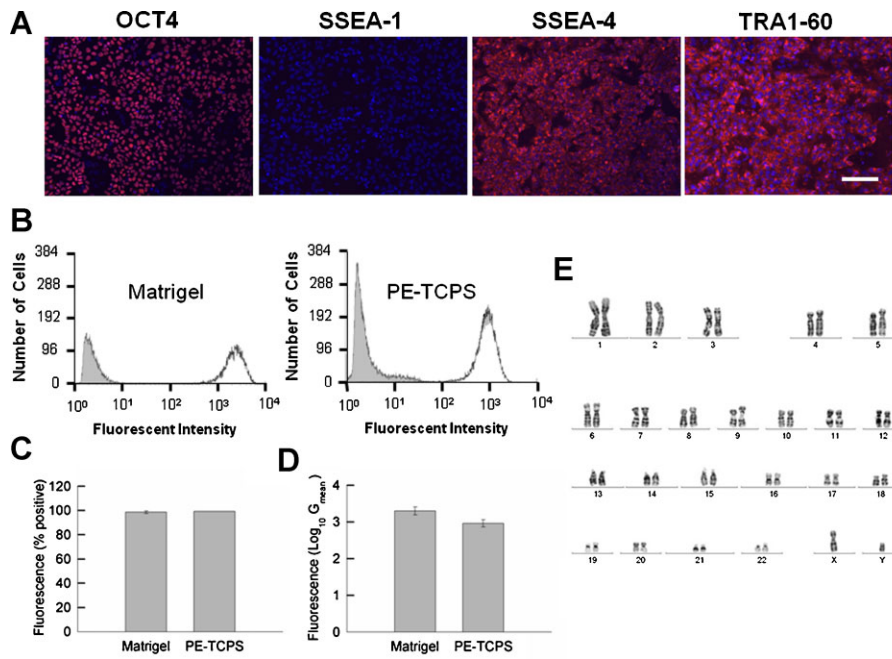 A
OCT4
SSEA-1
SSEA-4
TRA1-60
B
Number of Cells
384
288
192
96
0
Matrigel
10⁰ 10¹ 10² 10³ 10⁴
Fluorescent Intensity
Number of Cells
384
288
192
96
0
PE-TCPS
10⁰ 10¹ 10² 10³ 10⁴
Fluorescent Intensity
C
Fluorescence (% positive)
120
100
80
60
40
20
0
Matrigel PE-TCPS
D
Fluorescence (Log₁₀ Gmean)
4
3
2
1
0
Matrigel PE-TCPS
E
1 2 3 4 5
6 7 8 9 10 11 12
13 14 15 16 17 18
19 20 21 22 X Y